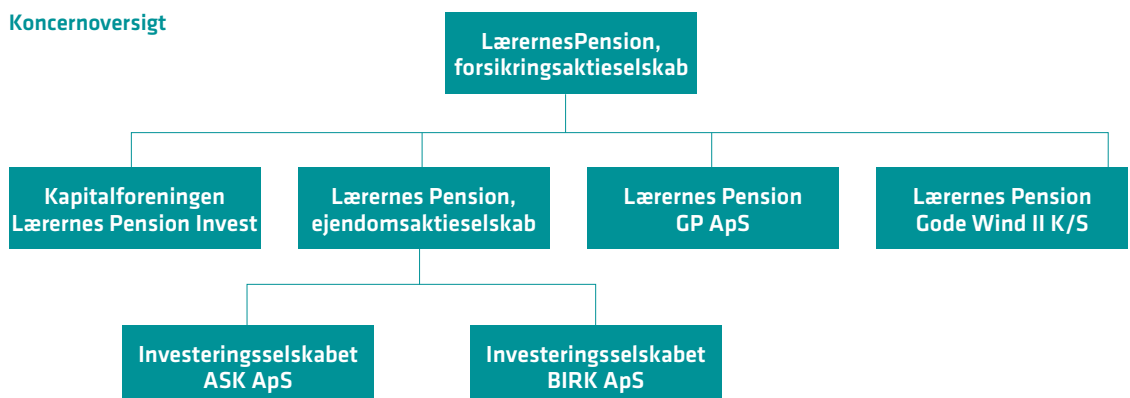 Koncernoversigt
LærernesPension,
forsikringsaktieselskab
Kapitalforeningen
Lærernes Pension Invest
Lærernes Pension,
ejendomsaktieselskab
Lærernes Pension
GP ApS
Lærernes Pension
Gode Wind II K/S
Investeringsselskabet
ASK ApS
Investeringsselskabet
BIRK ApS